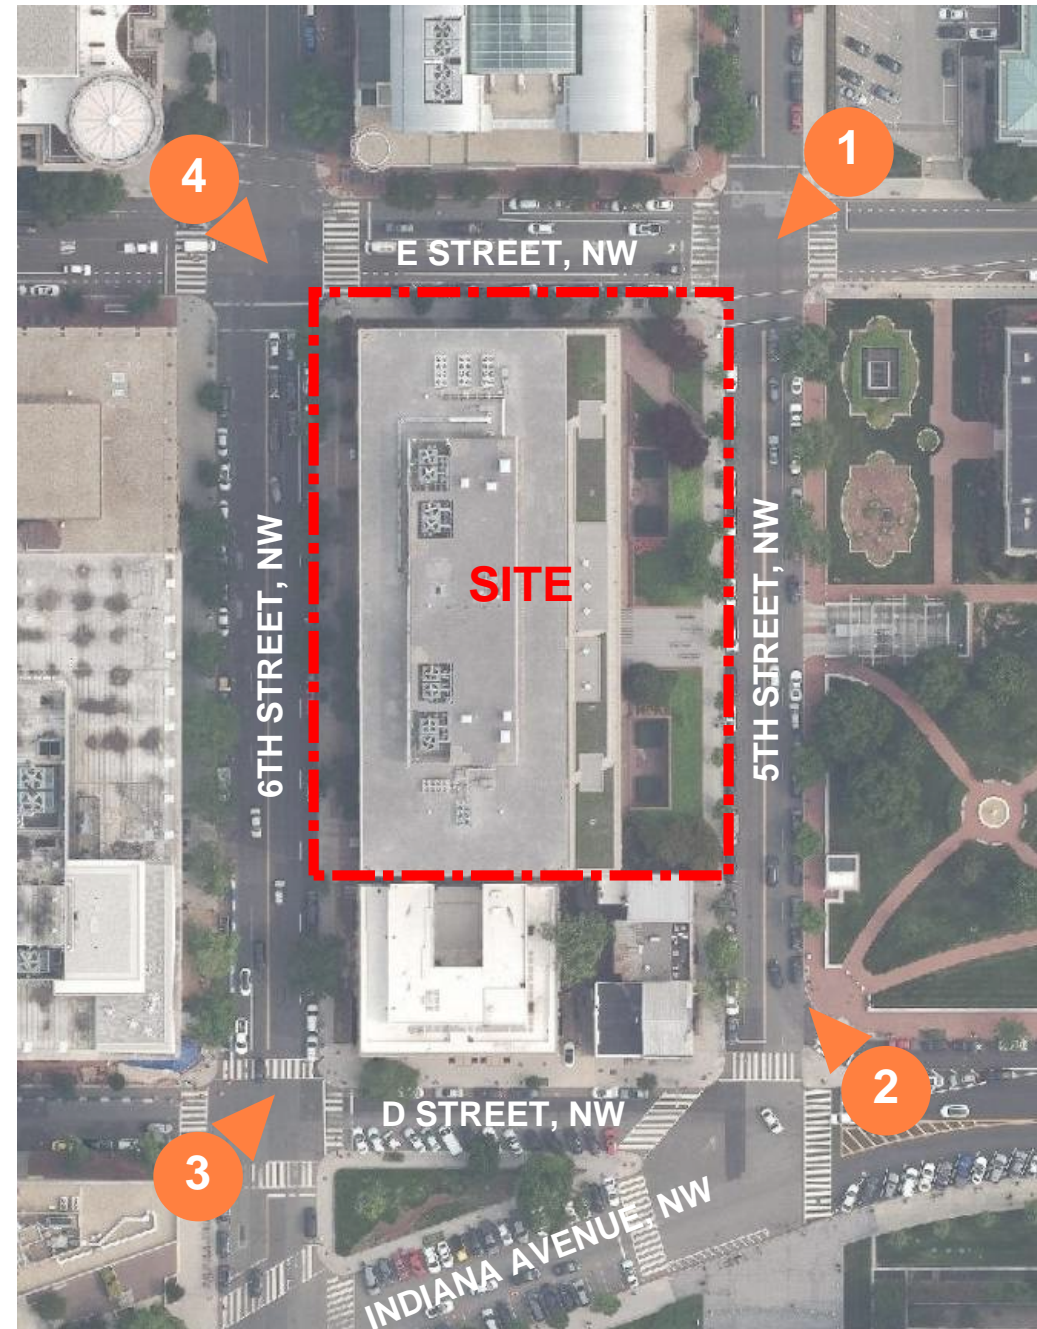 4
1
E STREET, NW
SITE
6TH STREET, NW
5TH STREET, NW
2
D STREET, NW
3
INDIANA AVENUE, NW